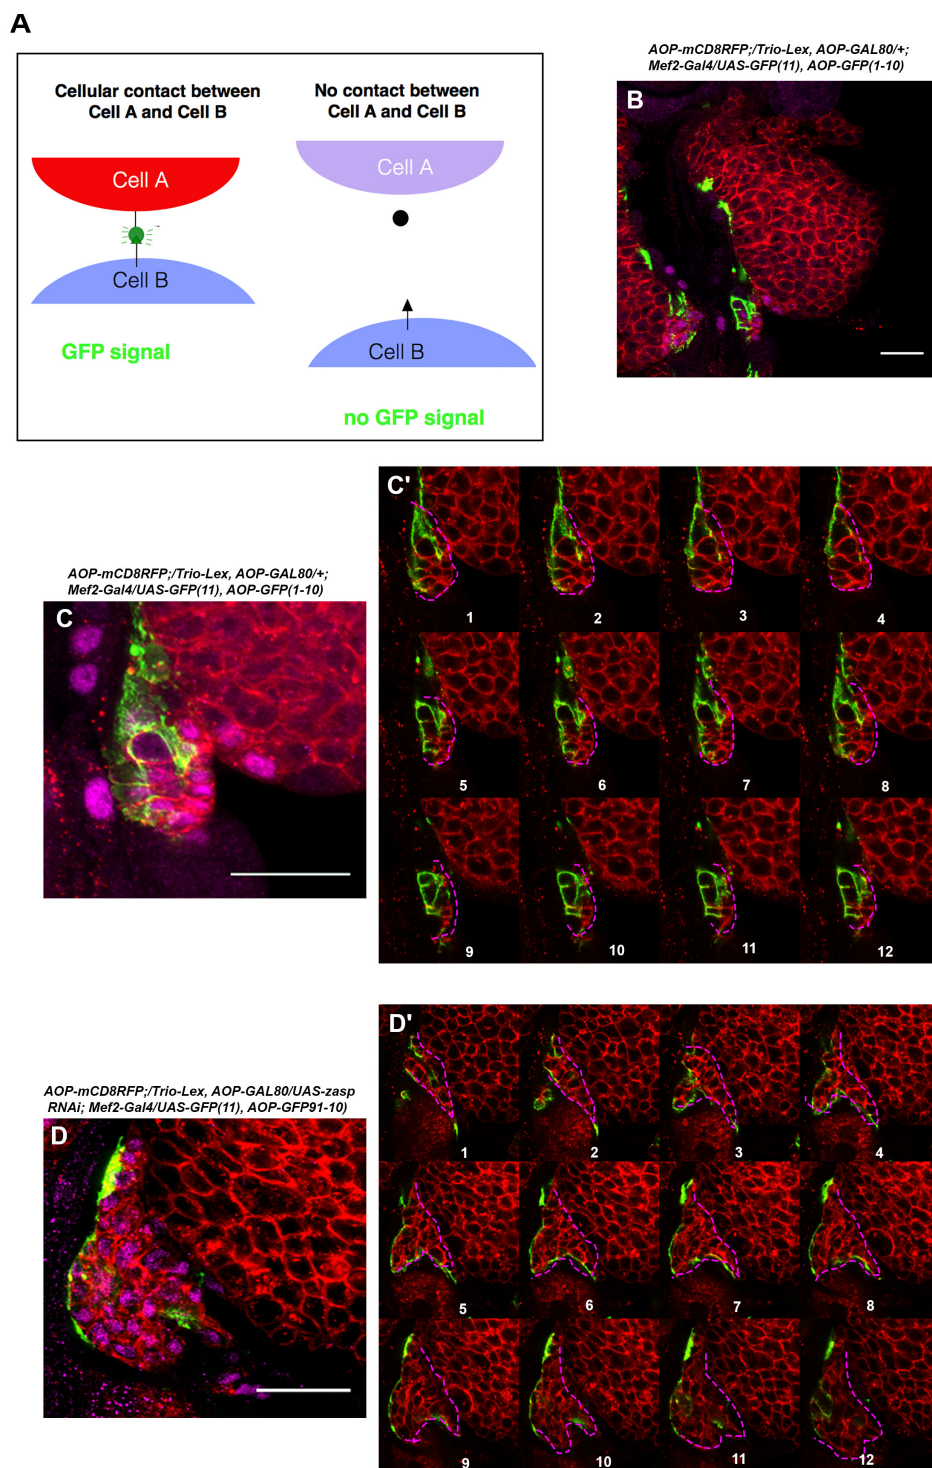 A
Cellular contact between
Cell A and Cell B
No contact between
Cell A and Cell B
Cell A
Cell A
Cell B
Cell B
GFP signal
no GFP signal
AOP-mCD8RFP;/Trio-Lex, AOP-GAL80/+;
Mef2-Gal4/UAS-GFP(11), AOP-GFP(1-10)
B
AOP-mCD8RFP;/Trio-Lex, AOP-GAL80/+;
Mef2-Gal4/UAS-GFP(11), AOP-GFP(1-10)
C
C'
1
2
3
4
5
6
7
8
9
10
11
12
AOP-mCD8RFP;/Trio-Lex, AOP-GAL80/UAS-zasp
RNAi; Mef2-Gal4/UAS-GFP(11), AOP-GFP91-10)
D
D'
1
2
3
4
5
6
7
8
9
10
11
12